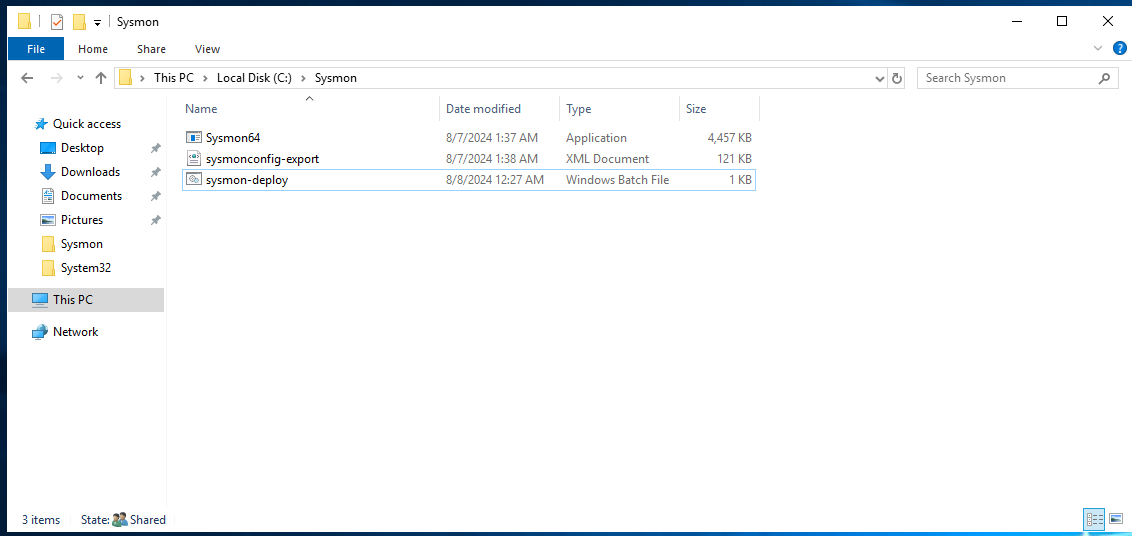 Sysmon
File Home Share View
This PC Local Disk (C:) Sysmon Search Sysmon
Name Date modified Type Size
Quick access
Desktop
Downloads
Documents
Pictures
Sysmon
System32
This PC
Network
Sysmon64 8/7/2024 1:37 AM Application 4,457 KB
sysmonconfig-export 8/7/2024 1:38 AM XML Document 121 KB
sysmon-deploy 8/8/2024 12:27 AM Windows Batch File 1 KB
3 items State: Shared